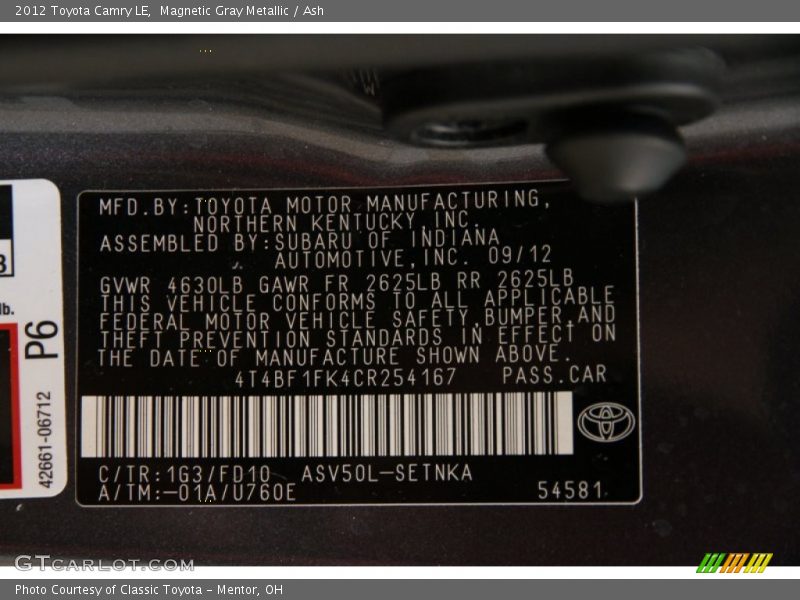 2012 Toyota Camry LE,  Magnetic Gray Metallic / Ash
MFD.BY:TOYOTA MOTOR MANUFACTURING,
NORTHERN KENTUCKY,INC.
ASSEMBLED BY:SUBARU OF INDIANA
AUTOMOTIVE,INC. 09/12
GVWR 4630LB GAWR FR 2625LB RR 2625LB
THIS VEHICLE CONFORMS TO ALL APPLICABLE
FEDERAL MOTOR VEHICLE SAFETY,BUMPER,AND
THEFT PREVENTION STANDARDS IN EFFECT ON
THE DATE OF MANUFACTURE SHOWN ABOVE.
4T4BF1FK4CR254167 PASS.CAR
C/TR:1G3/FD10 ASV50L-SETNKA
A/TM:-01A/U760E
54581
lb.
P6
42661-06712
GTcarlot.com
Photo Courtesy of Classic Toyota - Mentor, OH